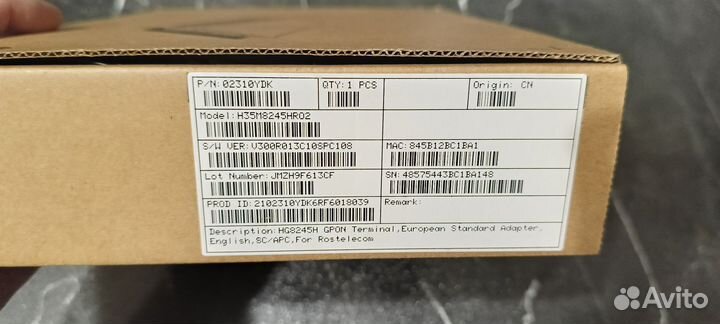 P/N: 02310YDK
QTY: 1 PCS
Origin: CN
Model: H35M8245HR02
S/W VER: V300R013C10SPC108
MAC: 845B12BC1BA1
Lot Number: JMZH9F613CF
SN: 48575443BC1BA148
PROD ID: 2102310YDK6RF6018039
Remark:
Description: HG8245H GPON Terminal, European Standard Adapter,
English, SC/APC, For Rostelecom
Avito